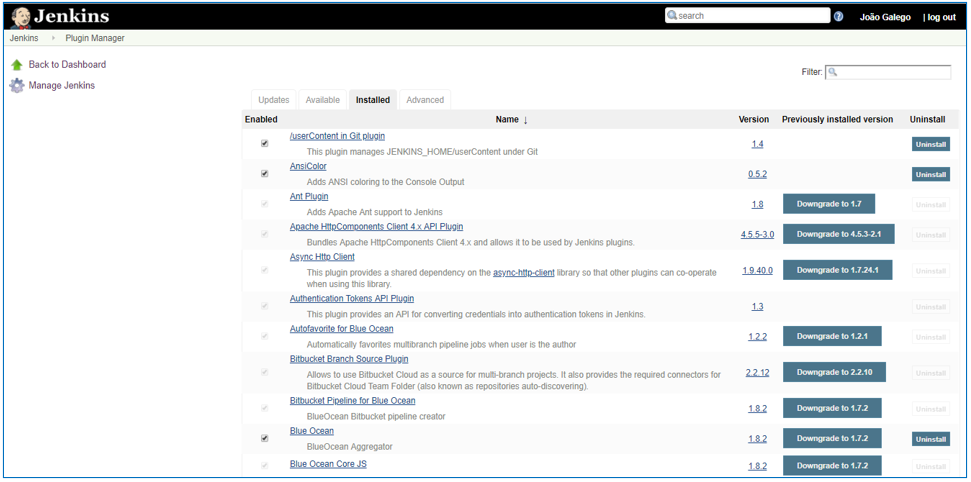 Jenkins
search
João Galego
| log out
Jenkins
Plugin Manager
Back to Dashboard
Manage Jenkins
Filter:
Updates Available Installed Advanced
Enabled Name ↓ Version Previously installed version Uninstall
/userContent in Git plugin
This plugin manages JENKINS_HOME/userContent under Git
1.4 Uninstall
AnsiColor
Adds ANSI coloring to the Console Output
0.5.2 Uninstall
Ant Plugin
Adds Apache Ant support to Jenkins
1.8 Downgrade to 1.7 Uninstall
Apache HttpComponents Client 4.x API Plugin
Bundles Apache HttpComponents Client 4.x and allows it to be used by Jenkins plugins.
4.5.5-3.0 Downgrade to 4.5.3-2.1 Uninstall
Async Http Client
This plugin provides a shared dependency on the async-http-client library so that other plugins can co-operate
when using this library.
1.9.40.0 Downgrade to 1.7.24.1 Uninstall
Authentication Tokens API Plugin
This plugin provides an API for converting credentials into authentication tokens in Jenkins.
1.3 Uninstall
Autofavorite for Blue Ocean
Automatically favorites multibranch pipeline jobs when user is the author
1.2.2 Downgrade to 1.2.1 Uninstall
Bitbucket Branch Source Plugin
Allows to use Bitbucket Cloud as a source for multi-branch projects. It also provides the required connectors for
Bitbucket Cloud Team Folder (also known as repositories auto-discovering).
2.2.12 Downgrade to 2.2.10 Uninstall
Bitbucket Pipeline for Blue Ocean
BlueOcean Bitbucket pipeline creator
1.8.2 Downgrade to 1.7.2 Uninstall
Blue Ocean
BlueOcean Aggregator
1.8.2 Downgrade to 1.7.2 Uninstall
Blue Ocean Core JS
1.8.2 Downgrade to 1.7.2 Uninstall